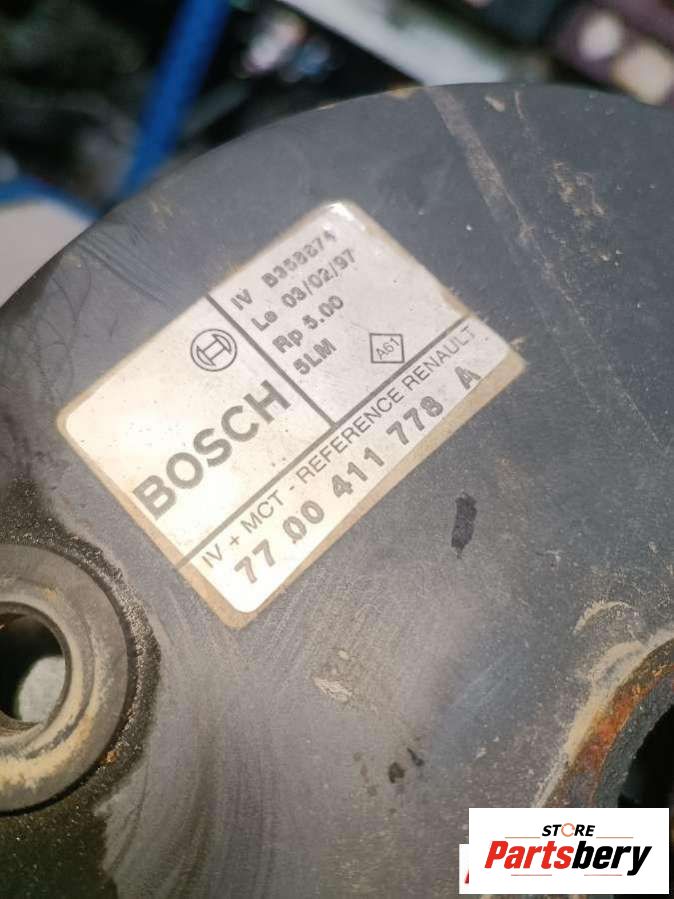 IV B958874
Le 03/02/97
Rp 5.00
5LM
A61
BOSCH
IV + MCT - REFERENCE RENAULT
77 00 411 778 A
STORE
Partsbery